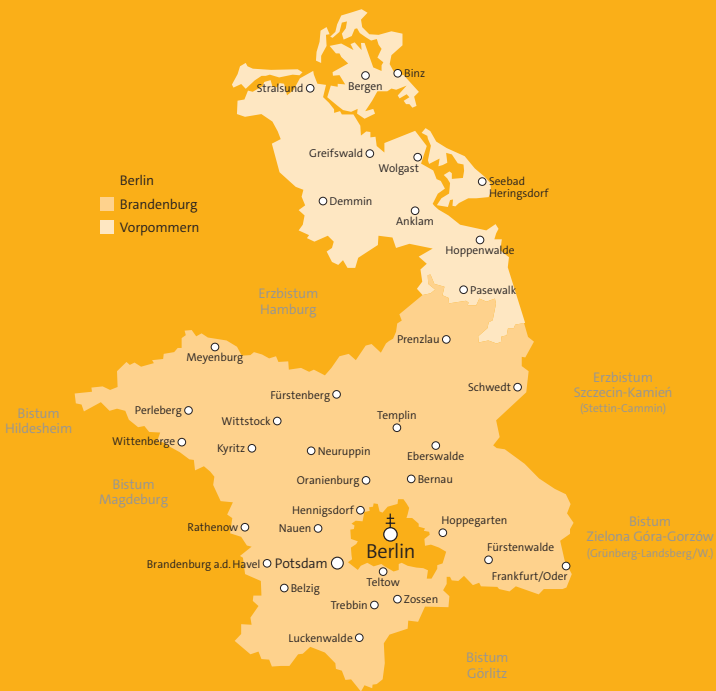 Binz
Bergen
Stralsund
Greifswald
Wolgast
Seebad
Heringsdorf
Berlin
Brandenburg
Vorpommern
Demmin
Anklam
Hoppenwalde
Pasewalk
Erzbistum
Hamburg
Prenzlau
Meyenburg
Schwedt
Erzbistum
Szczecin-Kamień
(Stettin-Cammin)
Fürstenberg
Perleberg
Bistum
Hildesheim
Wittstock
Templin
Wittenberge
Kyritz
Neuruppin
Eberswalde
Oranienburg
Bernau
Bistum
Magdeburg
Hennigsdorf
Rathenow
Nauen
Hoppegarten
Bistum
Zielona Góra-Gorzów
(Grünberg-Landsberg/W.)
Berlin
Fürstenwalde
Brandenburg a.d. Havel
Potsdam
Frankfurt/Oder
Teltow
Belzig
Zossen
Trebbin
Luckenwalde
Bistum
Görlitz